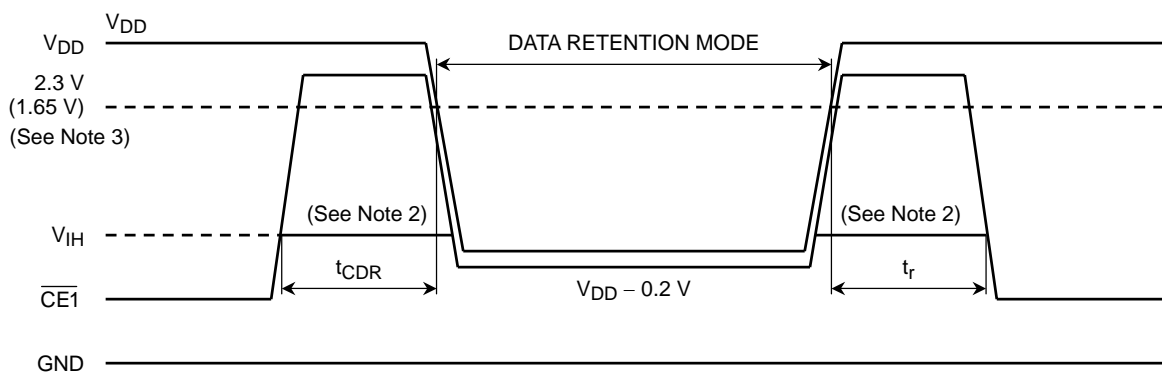 VDD
VDD
DATA RETENTION MODE
2.3 V
(1.65 V)
(See Note 3)
(See Note 2)
(See Note 2)
VIH
tCDR
VDD − 0.2 V
tr
CE1
GND